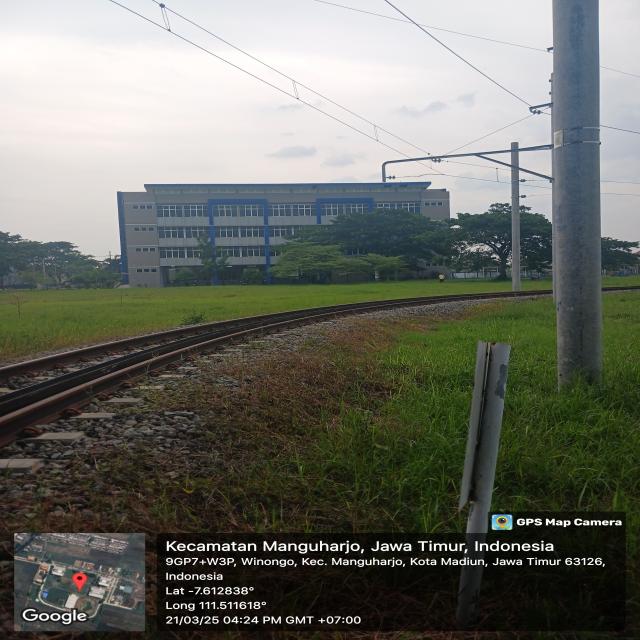 GPS Map Camera
Kecamatan Manguharjo, Jawa Timur, Indonesia
9GP7+W3P, Winongo, Kec. Manguharjo, Kota Madiun, Jawa Timur 63126,
Indonesia
Lat -7.612838°
Long 111.511618°
21/03/25 04:24 PM GMT +07:00
Google